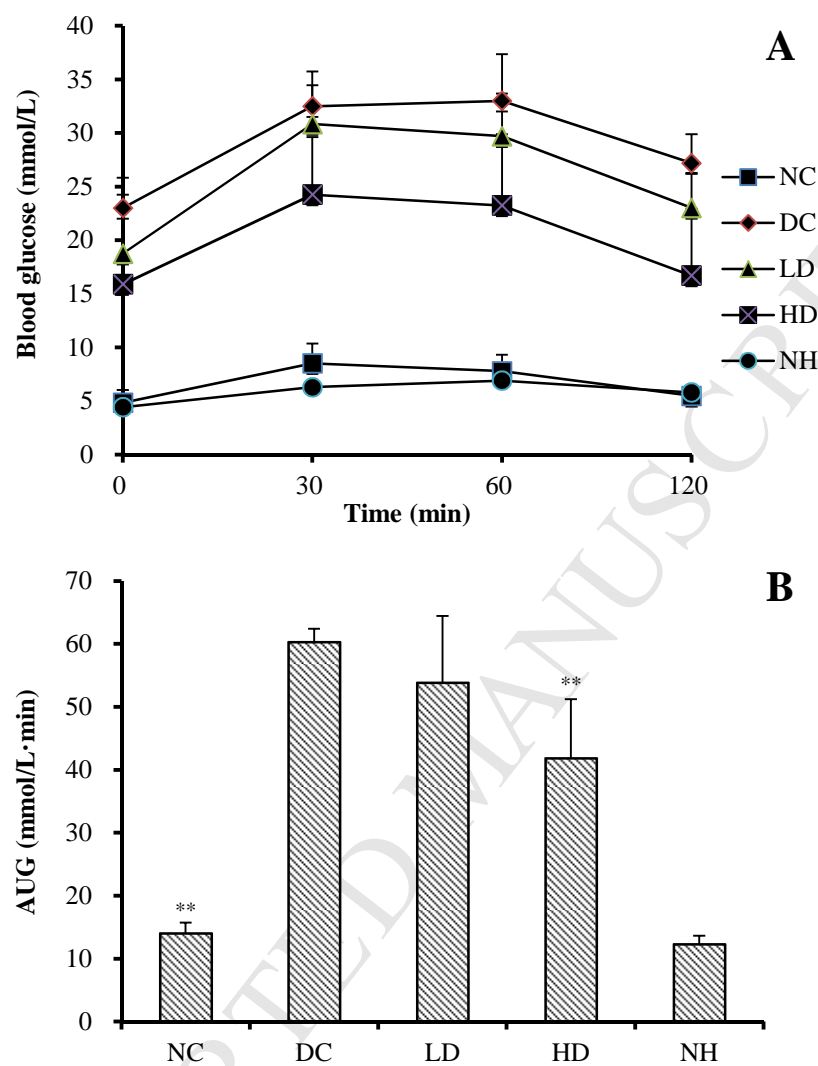 A
Blood glucose (mmol/L)
40
35
30
25
20
15
10
5
0
0 30 60 120
Time (min)
NC
DC
LD
HD
NH
B
AUG (mmol/L·min)
70
60
50
40
30
20
10
0
**
**
NC DC LD HD NH
PTED MANUSCRIPT